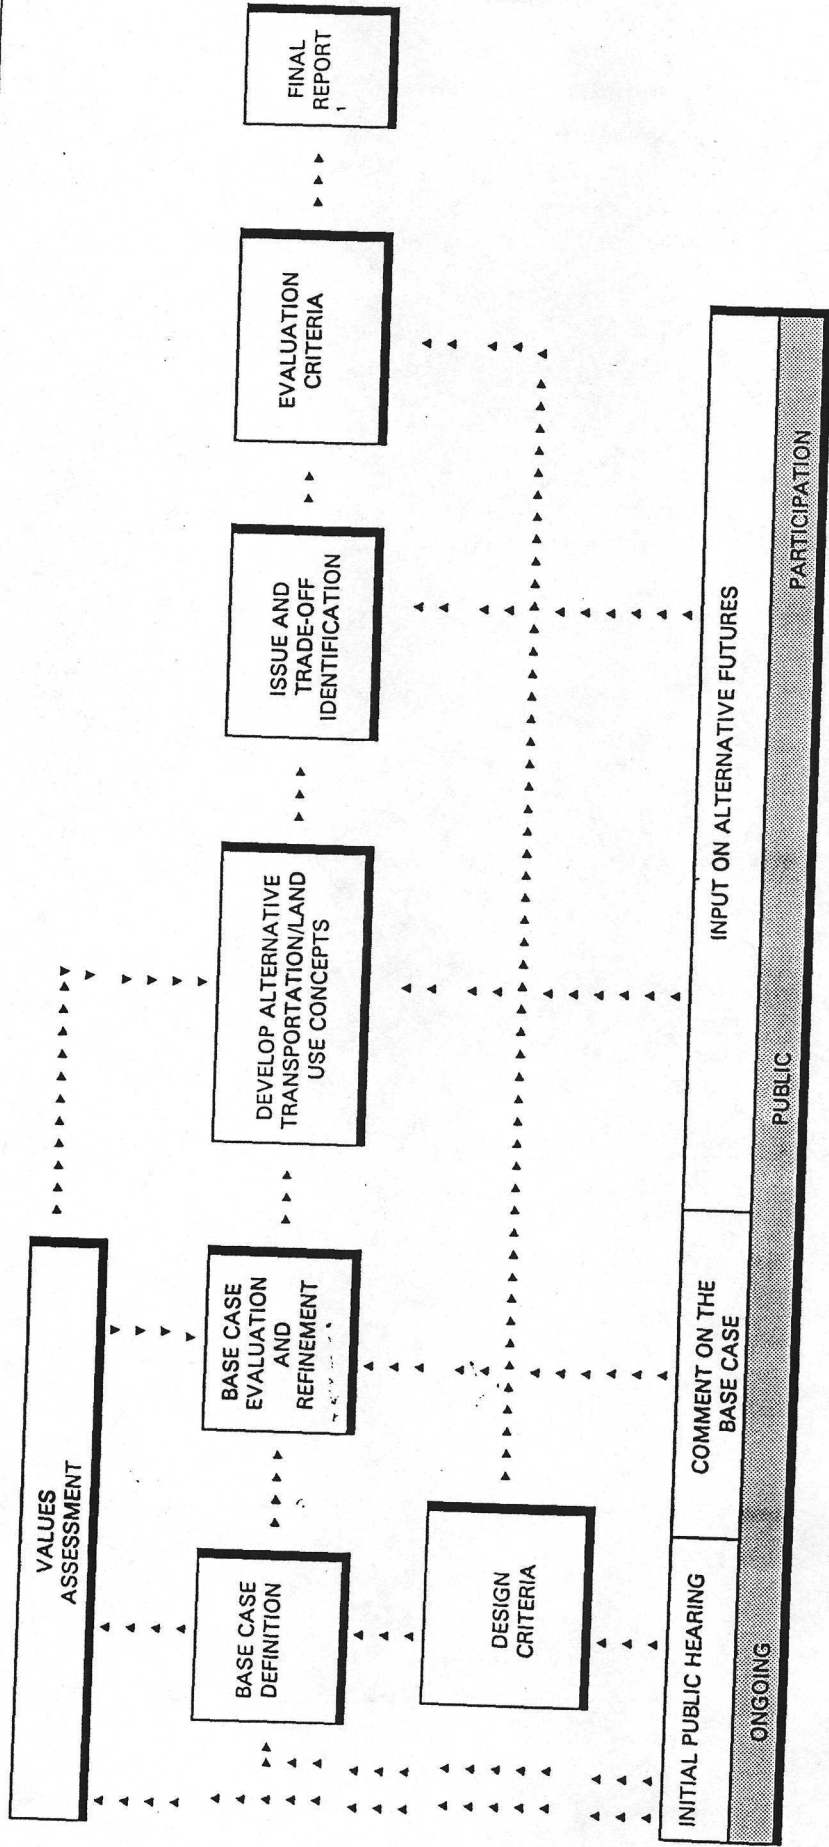 VALUES
ASSESSMENT
BASE CASE
DEFINITION
BASE CASE
EVALUATION
AND
REFINEMENT
DEVELOP ALTERNATIVE
TRANSPORTATION/LAND
USE CONCEPTS
ISSUE AND
TRADE-OFF
IDENTIFICATION
EVALUATION
CRITERIA
FINAL
REPORT
1
DESIGN
CRITERIA
INITIAL PUBLIC HEARING
COMMENT ON THE
BASE CASE
INPUT ON ALTERNATIVE FUTURES
ONGOING PUBLIC PARTICIPATION